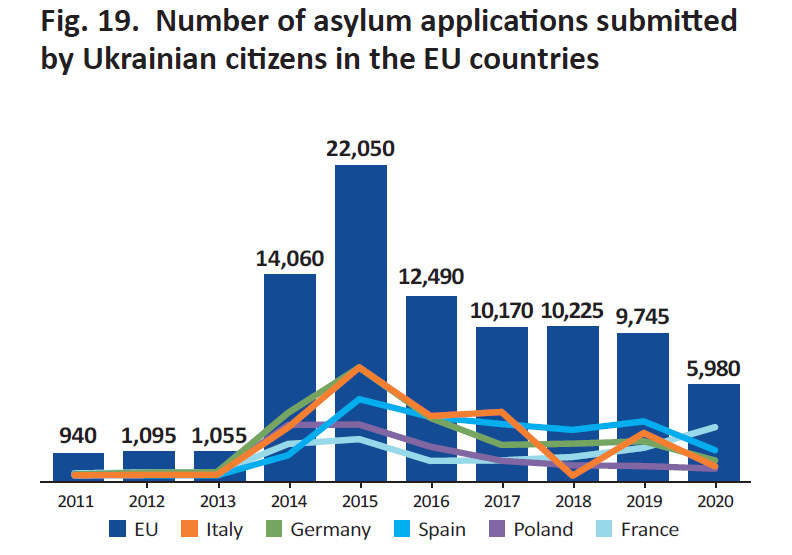 Fig. 19. Number of asylum applications submitted
by Ukrainian citizens in the EU countries
22,050
14,060
12,490
10,170 10,225 9,745
5,980
940 1,095 1,055
2011 2012 2013 2014 2015 2016 2017 2018 2019 2020
EU Italy Germany Spain Poland France